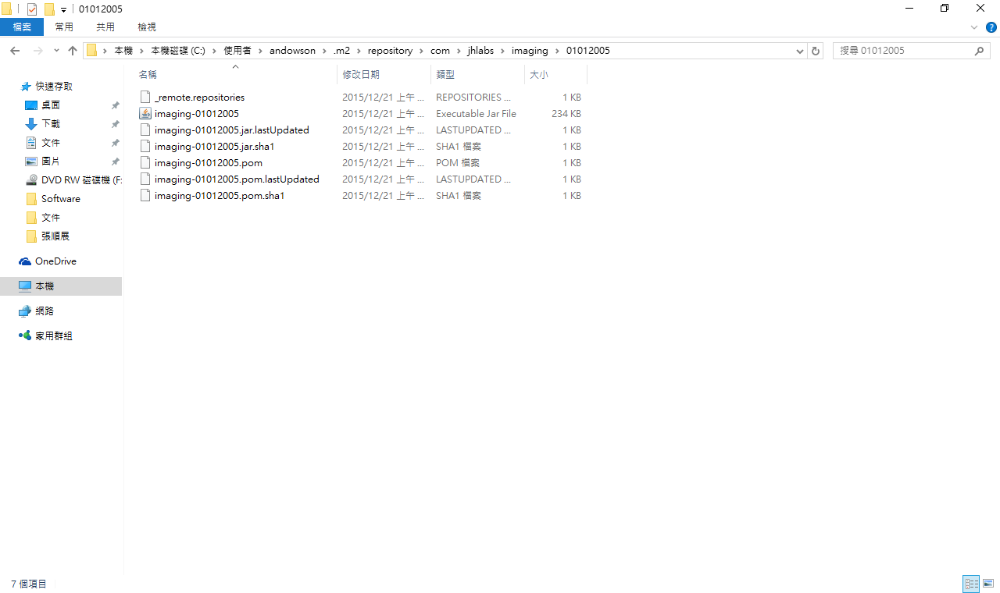 01012005
檔案 常用 共用 檢視
本機 本機磁碟 (C:) 使用者 andowson .m2 repository com jhlabs imaging 01012005 搜尋 01012005
名稱 修改日期 類型 大小
_remote.repositories 2015/12/21 上午 ... REPOSITORIES ... 1 KB
imaging-01012005 2015/12/21 上午 ... Executable Jar File 234 KB
imaging-01012005.jar.lastUpdated 2015/12/21 上午 ... LASTUPDATED ... 1 KB
imaging-01012005.jar.sha1 2015/12/21 上午 ... SHA1 檔案 1 KB
imaging-01012005.pom 2015/12/21 上午 ... POM 檔案 1 KB
imaging-01012005.pom.lastUpdated 2015/12/21 上午 ... LASTUPDATED ... 1 KB
imaging-01012005.pom.sha1 2015/12/21 上午 ... SHA1 檔案 1 KB
快速存取
桌面
下載
文件
圖片
DVD RW 磁碟機 (F:
Software
文件
張順展
OneDrive
本機
網路
家用群組
7 個項目